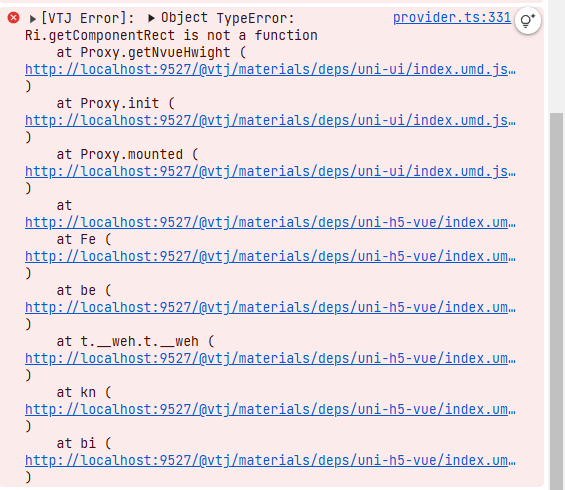 [VTJ Error]: Object TypeError: provider.ts:331
Ri.getComponentRect is not a function
at Proxy.getNvueHwight (
http://localhost:9527/@vtj/materials/deps/uni-ui/index.umd.js…
)
at Proxy.init (
http://localhost:9527/@vtj/materials/deps/uni-ui/index.umd.js…
)
at Proxy.mounted (
http://localhost:9527/@vtj/materials/deps/uni-ui/index.umd.js…
)
at
http://localhost:9527/@vtj/materials/deps/uni-h5-vue/index.um…
at Fe (
http://localhost:9527/@vtj/materials/deps/uni-h5-vue/index.um…
)
at be (
http://localhost:9527/@vtj/materials/deps/uni-h5-vue/index.um…
)
at t.__weh.t.__weh (
http://localhost:9527/@vtj/materials/deps/uni-h5-vue/index.um…
)
at kn (
http://localhost:9527/@vtj/materials/deps/uni-h5-vue/index.um…
)
at bi (
http://localhost:9527/@vtj/materials/deps/uni-h5-vue/index.um…
)